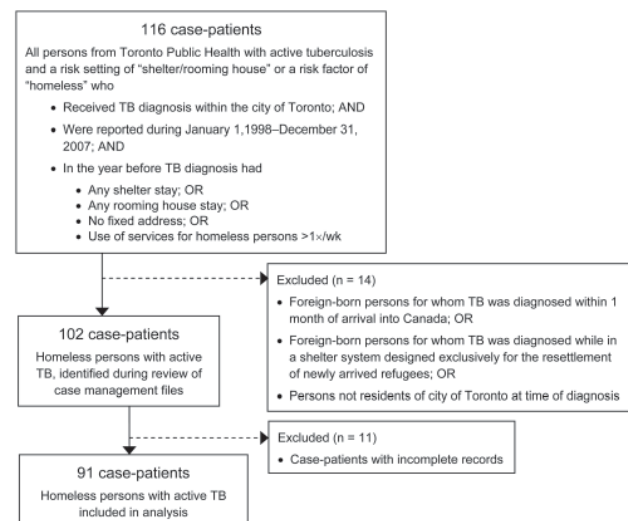 116 case-patients
All persons from Toronto Public Health with active tuberculosis
and a risk setting of “shelter/rooming house” or a risk factor of
“homeless” who
• Received TB diagnosis within the city of Toronto; AND
• Were reported during January 1,1998–December 31,
2007; AND
• In the year before TB diagnosis had
• Any shelter stay; OR
• Any rooming house stay; OR
• No fixed address; OR
• Use of services for homeless persons >1×/wk
Excluded (n = 14)
• Foreign-born persons for whom TB was diagnosed within 1
month of arrival into Canada; OR
• Foreign-born persons for whom TB was diagnosed while in
a shelter system designed exclusively for the resettlement
of newly arrived refugees; OR
• Persons not residents of city of Toronto at time of diagnosis
102 case-patients
Homeless persons with active
TB, identified during review of
case management files
Excluded (n = 11)
• Case-patients with incomplete records
91 case-patients
Homeless persons with active TB
included in analysis